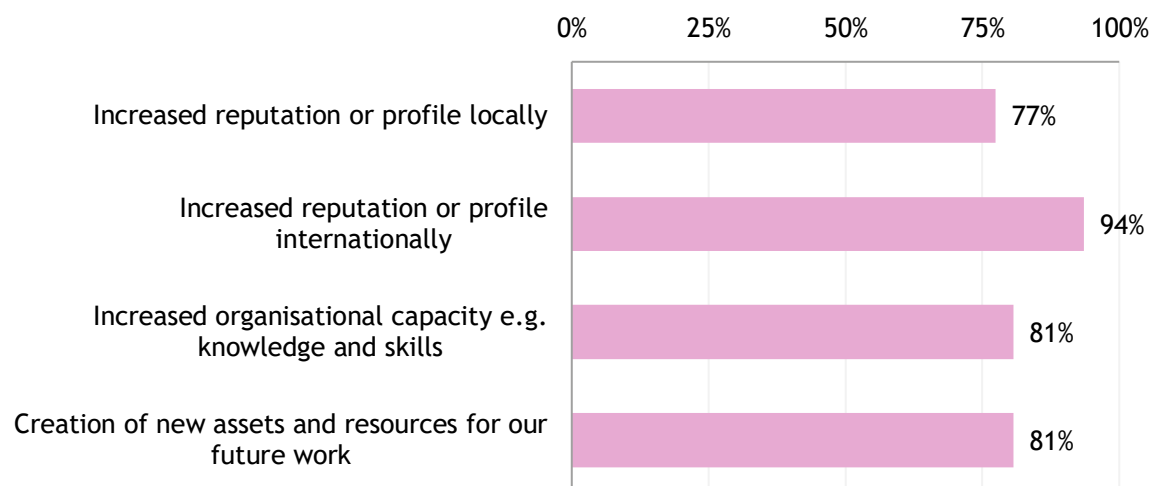 0% 25% 50% 75% 100%
Increased reputation or profile locally 77%
Increased reputation or profile
internationally
94%
Increased organisational capacity e.g.
knowledge and skills
81%
Creation of new assets and resources for our
future work
81%